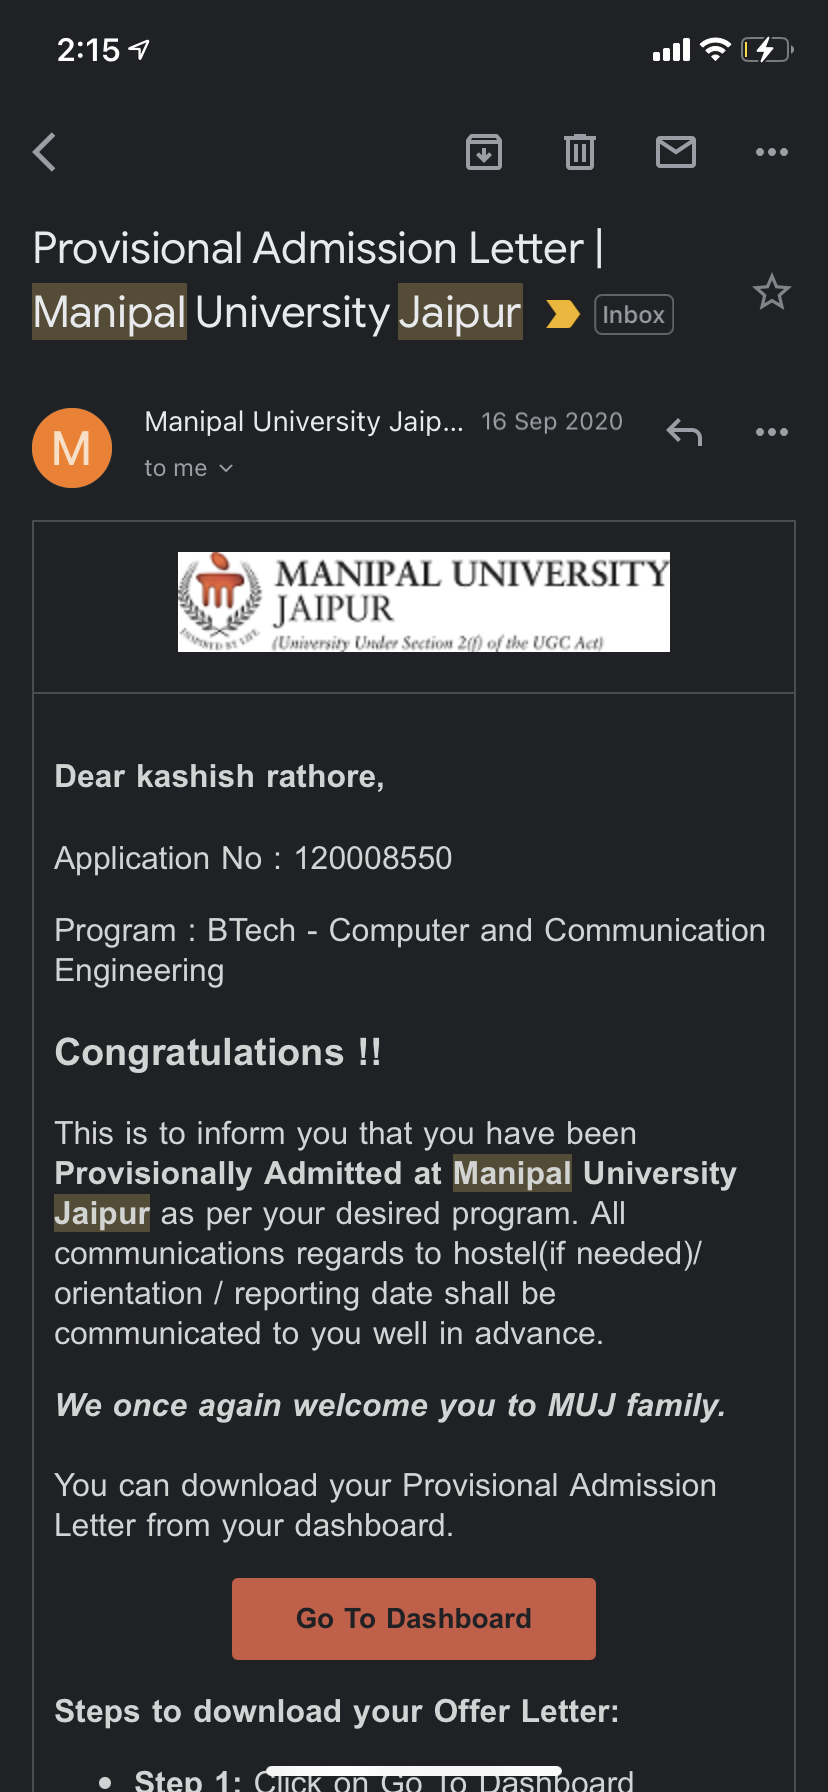 2:15
Provisional Admission Letter |
Manipal University Jaipur Inbox
M
Manipal University Jaip... 16 Sep 2020
to me
MANIPAL UNIVERSITY
JAIPUR
INSPIRED BY LIFE
(University Under Section 2(f) of the UGC Act)
Dear kashish rathore,
Application No : 120008550
Program : BTech - Computer and Communication
Engineering
Congratulations !!
This is to inform you that you have been
Provisionally Admitted at Manipal University
Jaipur as per your desired program. All
communications regards to hostel(if needed)/
orientation / reporting date shall be
communicated to you well in advance.
We once again welcome you to MUJ family.
You can download your Provisional Admission
Letter from your dashboard.
Go To Dashboard
Steps to download your Offer Letter:
• Step 1: Click on Go To Dashboard